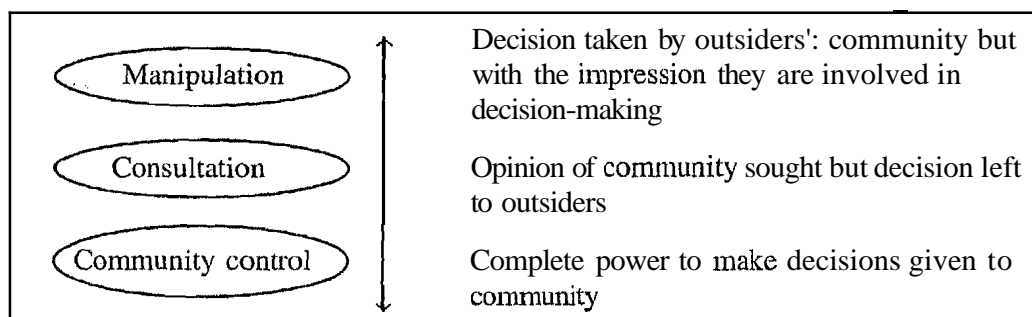 Manipulation
Decision taken by outsiders': community but
with the impression they are involved in
decision-making
Consultation
Opinion of community sought but decision left
to outsiders
Community control
Complete power to make decisions given to
community